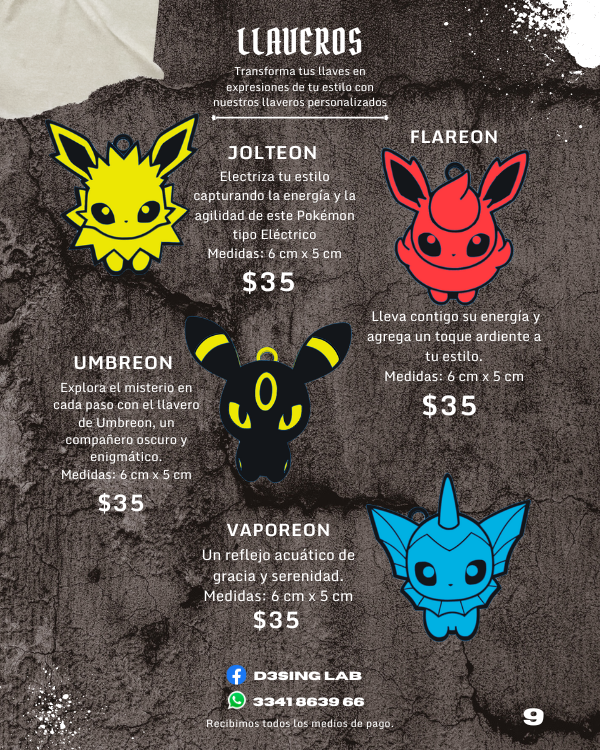 LLAVEROS
Transforma tus llaves en
expresiones de tu estilo con
nuestros llaveros personalizados
JOLTEON
Electriza tu estilo
capturando la energía y la
agilidad de este Pokémon
tipo Eléctrico
Medidas: 6 cm x 5 cm
$35
FLAREON
Lleva contigo su energía y
agrega un toque ardiente a
tu estilo.
Medidas: 6 cm x 5 cm
$35
UMBREON
Explora el misterio en
cada paso con el llavero
de Umbreon, un
compañero oscuro y
enigmático.
Medidas: 6 cm x 5 cm
$35
VAPOREON
Un reflejo acuático de
gracia y serenidad.
Medidas: 6 cm x 5 cm
$35
D3SING LAB
3341 8639 66
Recibimos todos los medios de pago.
9